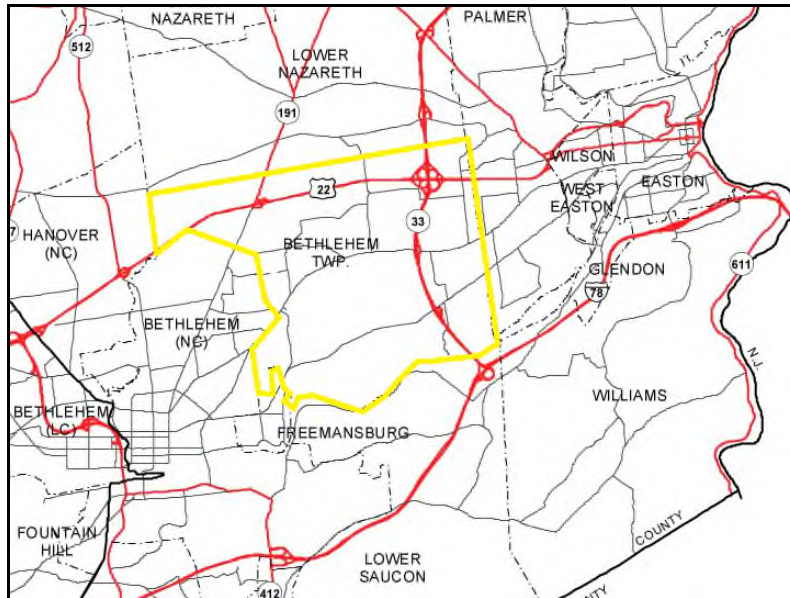 NAZARETH
PALMER
512
LOWER
NAZARETH
191
WILSON
22
WEST
EASTON
EASTON
33
HANOVER
(NC)
BETHLEHEM
TWP.
GLENDON
611
78
BETHLEHEM
(NC)
N.J.
WILLIAMS
BETHLEHEM
(LC)
FREEMANSBURG
FOUNTAIN
HILL
COUNTY
LOWER
SAUCON
412